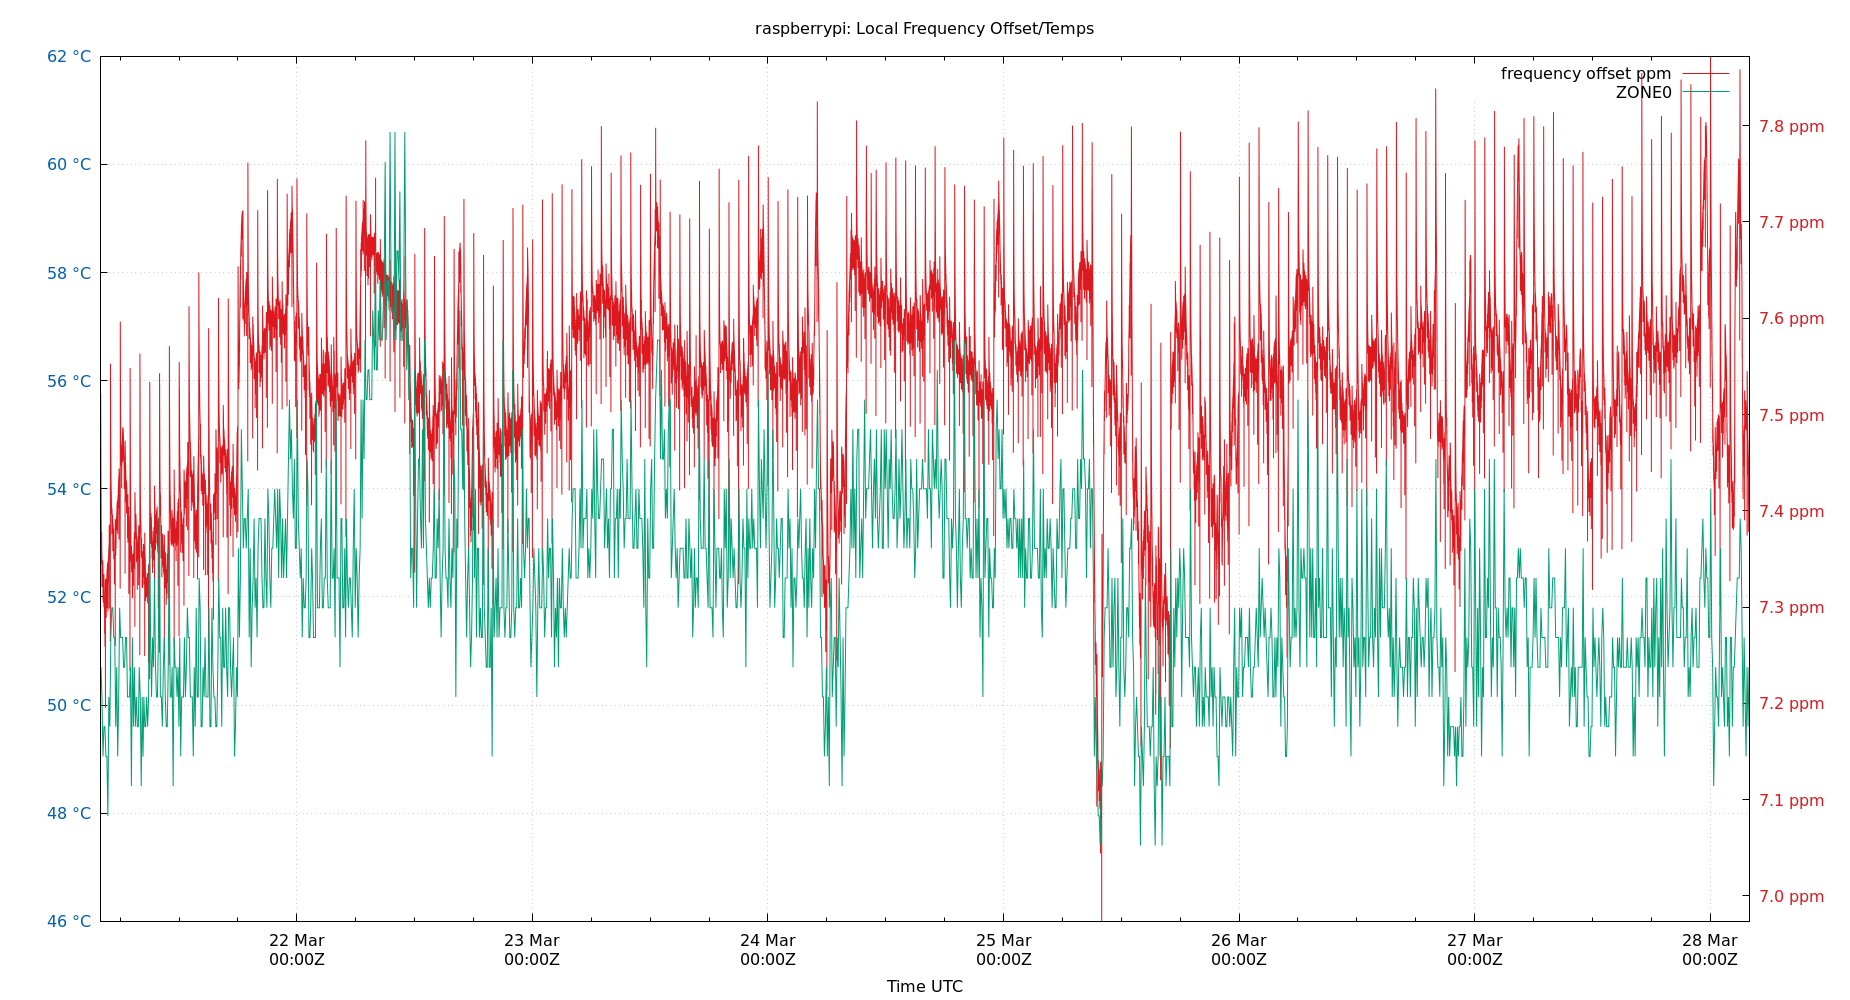 raspberrypi: Local Frequency Offset/Temps
62 °C
60 °C
58 °C
56 °C
54 °C
52 °C
50 °C
48 °C
46 °C
frequency offset ppm
ZONE0
7.8 ppm
7.7 ppm
7.6 ppm
7.5 ppm
7.4 ppm
7.3 ppm
7.2 ppm
7.1 ppm
7.0 ppm
22 Mar
00:00Z
23 Mar
00:00Z
24 Mar
00:00Z
25 Mar
00:00Z
26 Mar
00:00Z
27 Mar
00:00Z
28 Mar
00:00Z
Time UTC